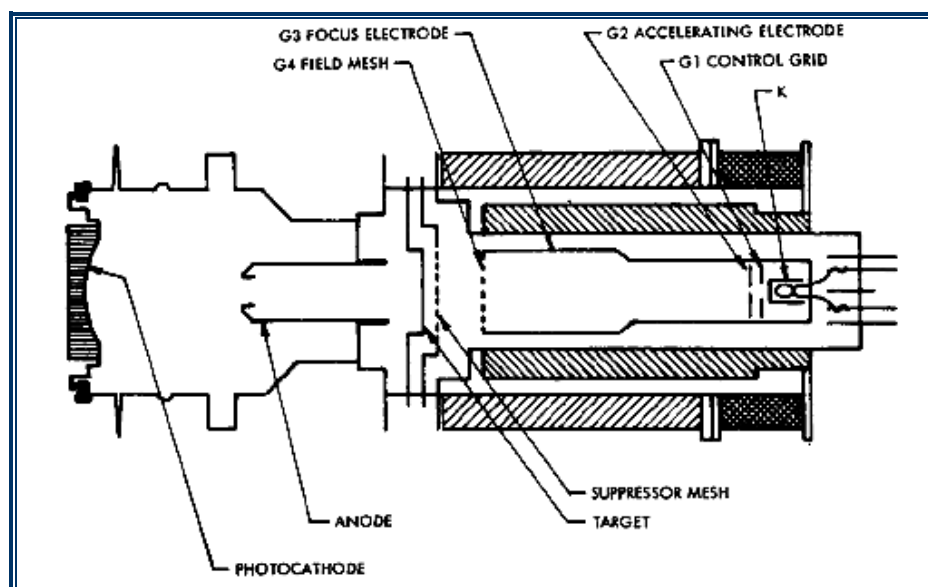 G3 FOCUS ELECTRODE
G2 ACCELERATING ELECTRODE
G4 FIELD MESH
G1 CONTROL GRID
K
SUPPRESSOR MESH
ANODE
TARGET
PHOTOCATHODE